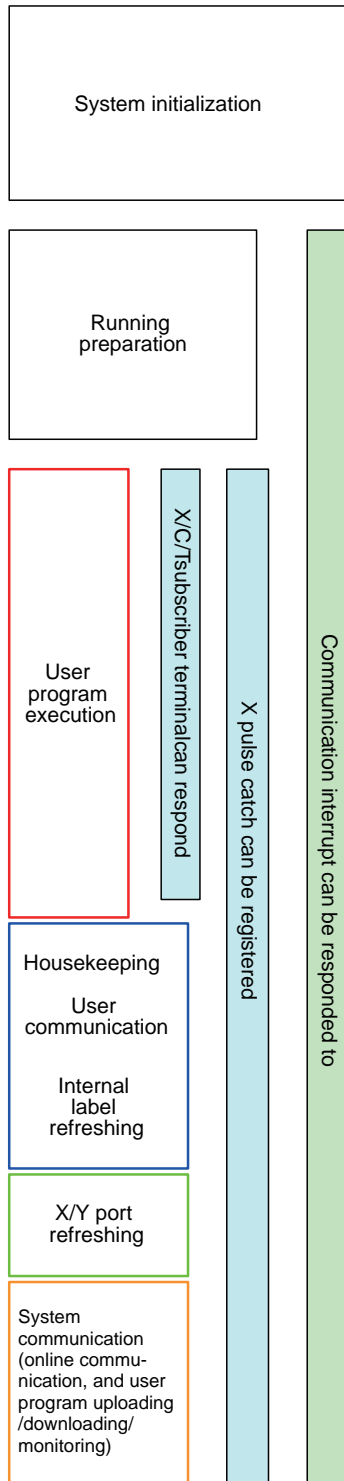 System initialization
Running
preparation
User
program
execution
X/C/Tsubscriber terminalcan respond
X pulse catch can be registered
Communication interrupt can be responded to
Housekeeping
User
communication
Internal
label
refreshing
X/Y port
refreshing
System
communication
(online commu-
nication, and user
program uploading
/downloading/
monitoring)